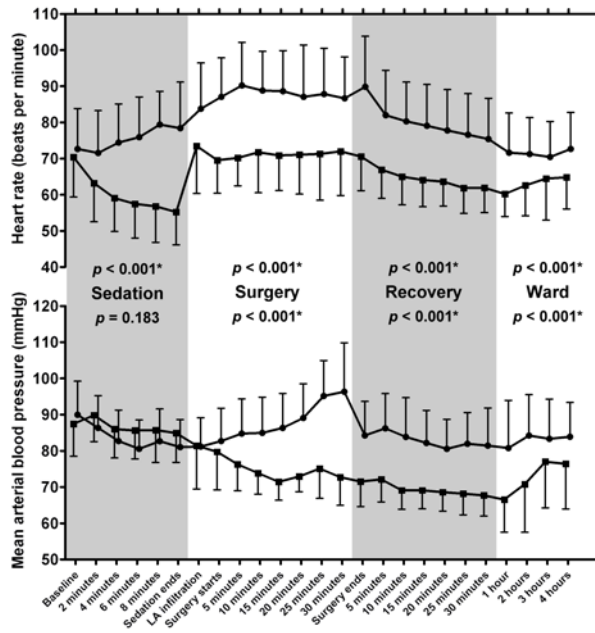 Heart rate (beats per minute)
110
100
90
80
70
60
50
40
p < 0.001* p < 0.001* p < 0.001* p < 0.001*
Sedation Surgery Recovery Ward
p = 0.183 p < 0.001* p < 0.001* p < 0.001*
Mean arterial blood pressure (mmHg)
120
110
100
90
80
70
60
50
Baseline
2 minutes
4 minutes
6 minutes
8 minutes
Sedation ends
LA infiltration
Surgery starts
5 minutes
10 minutes
15 minutes
20 minutes
25 minutes
30 minutes
Surgery ends
5 minutes
10 minutes
15 minutes
20 minutes
25 minutes
30 minutes
1 hour
2 hours
3 hours
4 hours